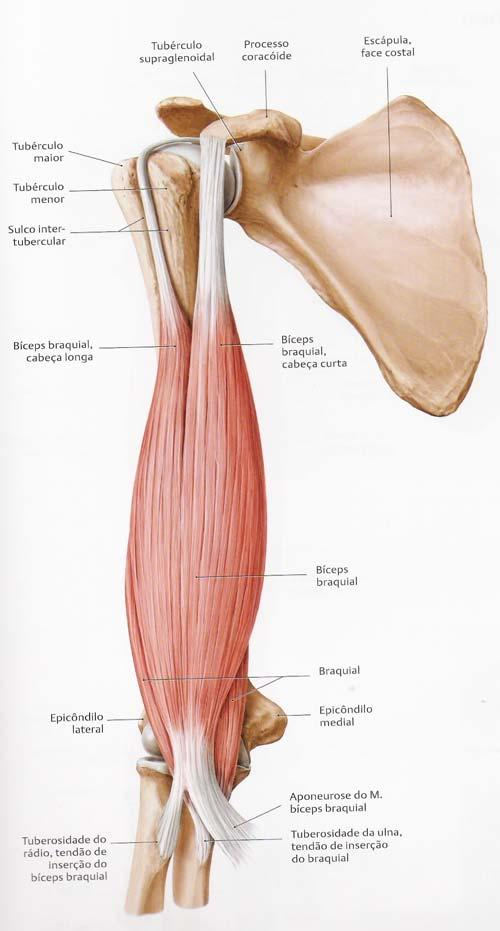 Tubérculo
supraglenoidal
Processo
coracóide
Escápula,
face costal
Tubérculo
maior
Tubérculo
menor
Sulco inter-
tubercular
Bíceps braquial,
cabeça longa
Bíceps
braquial,
cabeça curta
Bíceps
braquial
Braquial
Epicôndilo
lateral
Epicôndilo
medial
Aponeurose do M.
bíceps braquial
Tuberosidade do
rádio, tendão de
inserção do
bíceps braquial
Tuberosidade da ulna,
tendão de inserção
do braquial